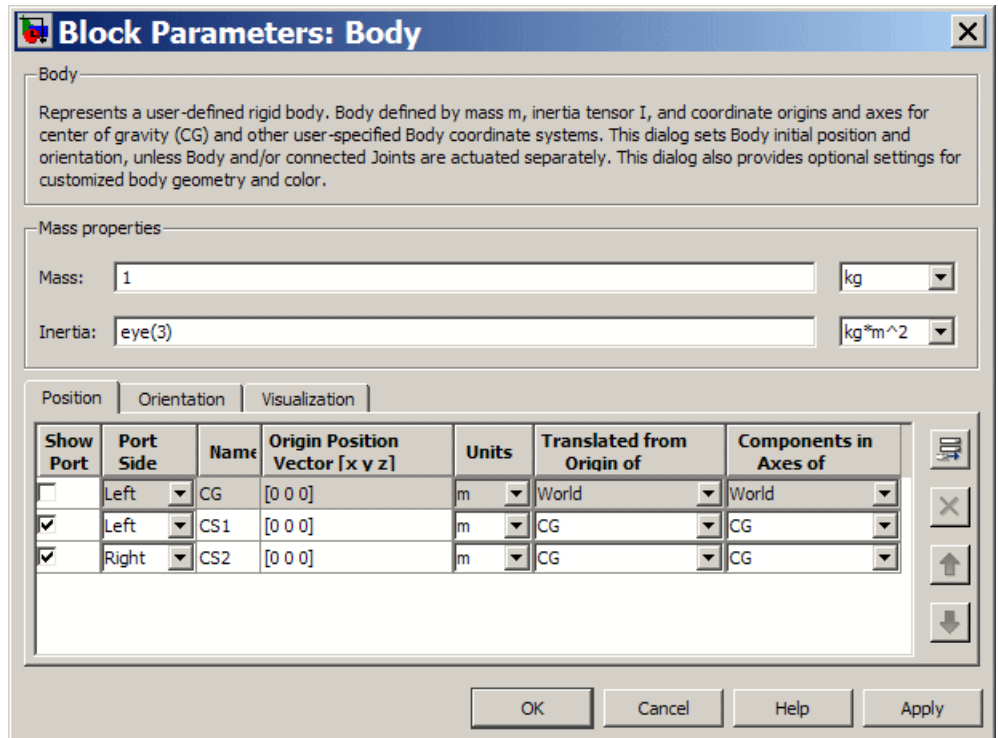 Block Parameters: Body
Body
Represents a user-defined rigid body. Body defined by mass m, inertia tensor I, and coordinate origins and axes for
center of gravity (CG) and other user-specified Body coordinate systems. This dialog sets Body initial position and
orientation, unless Body and/or connected Joints are actuated separately. This dialog also provides optional settings for
customized body geometry and color.
Mass properties
Mass: 1 kg
Inertia: eye(3) kg*m^2
Position Orientation Visualization
Show Port Port Side Name Origin Position Vector [x y z] Units Translated from Origin of Components in Axes of
Left CG [0 0 0] m World World
Left CS1 [0 0 0] m CG CG
Right CS2 [0 0 0] m CG CG
OK Cancel Help Apply